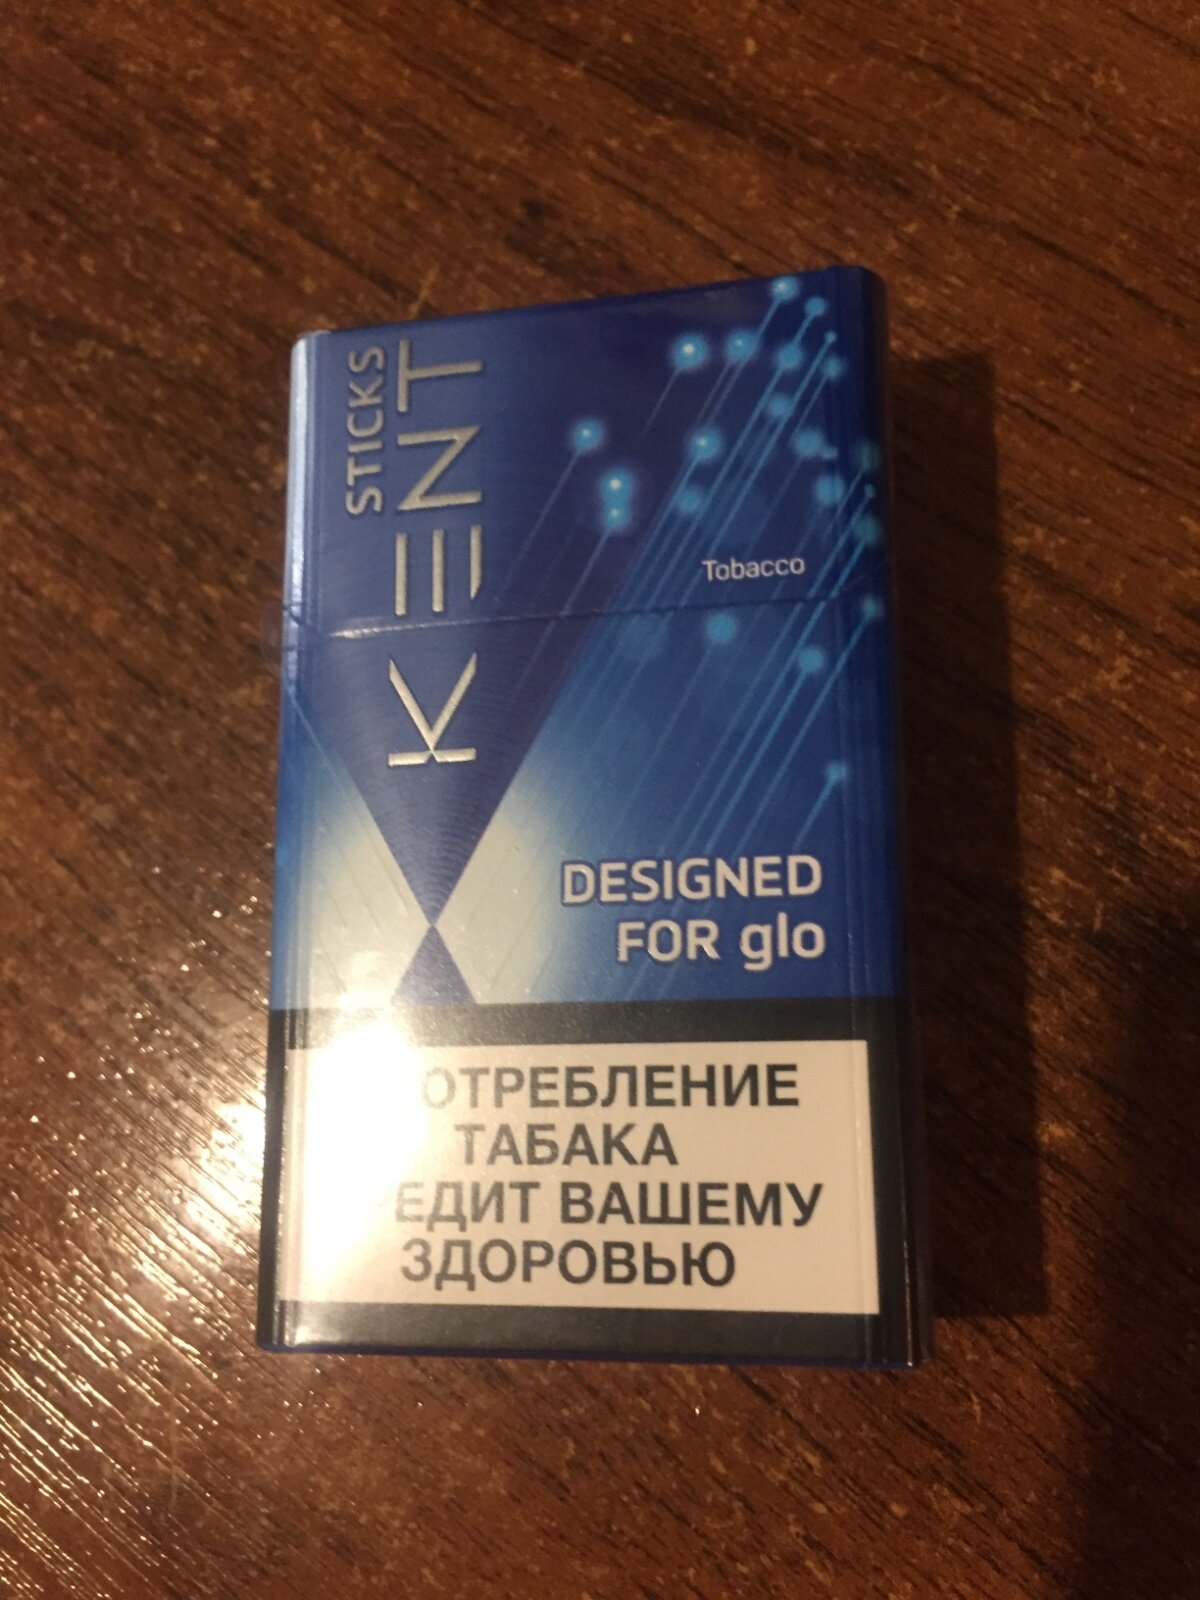 STICKS
KENT
Tobacco
DESIGNED
FOR glo
ОТРЕБЛЕНИЕ
ТАБАКА
ЕДИТ ВАШЕМУ
ЗДОРОВЬЮ